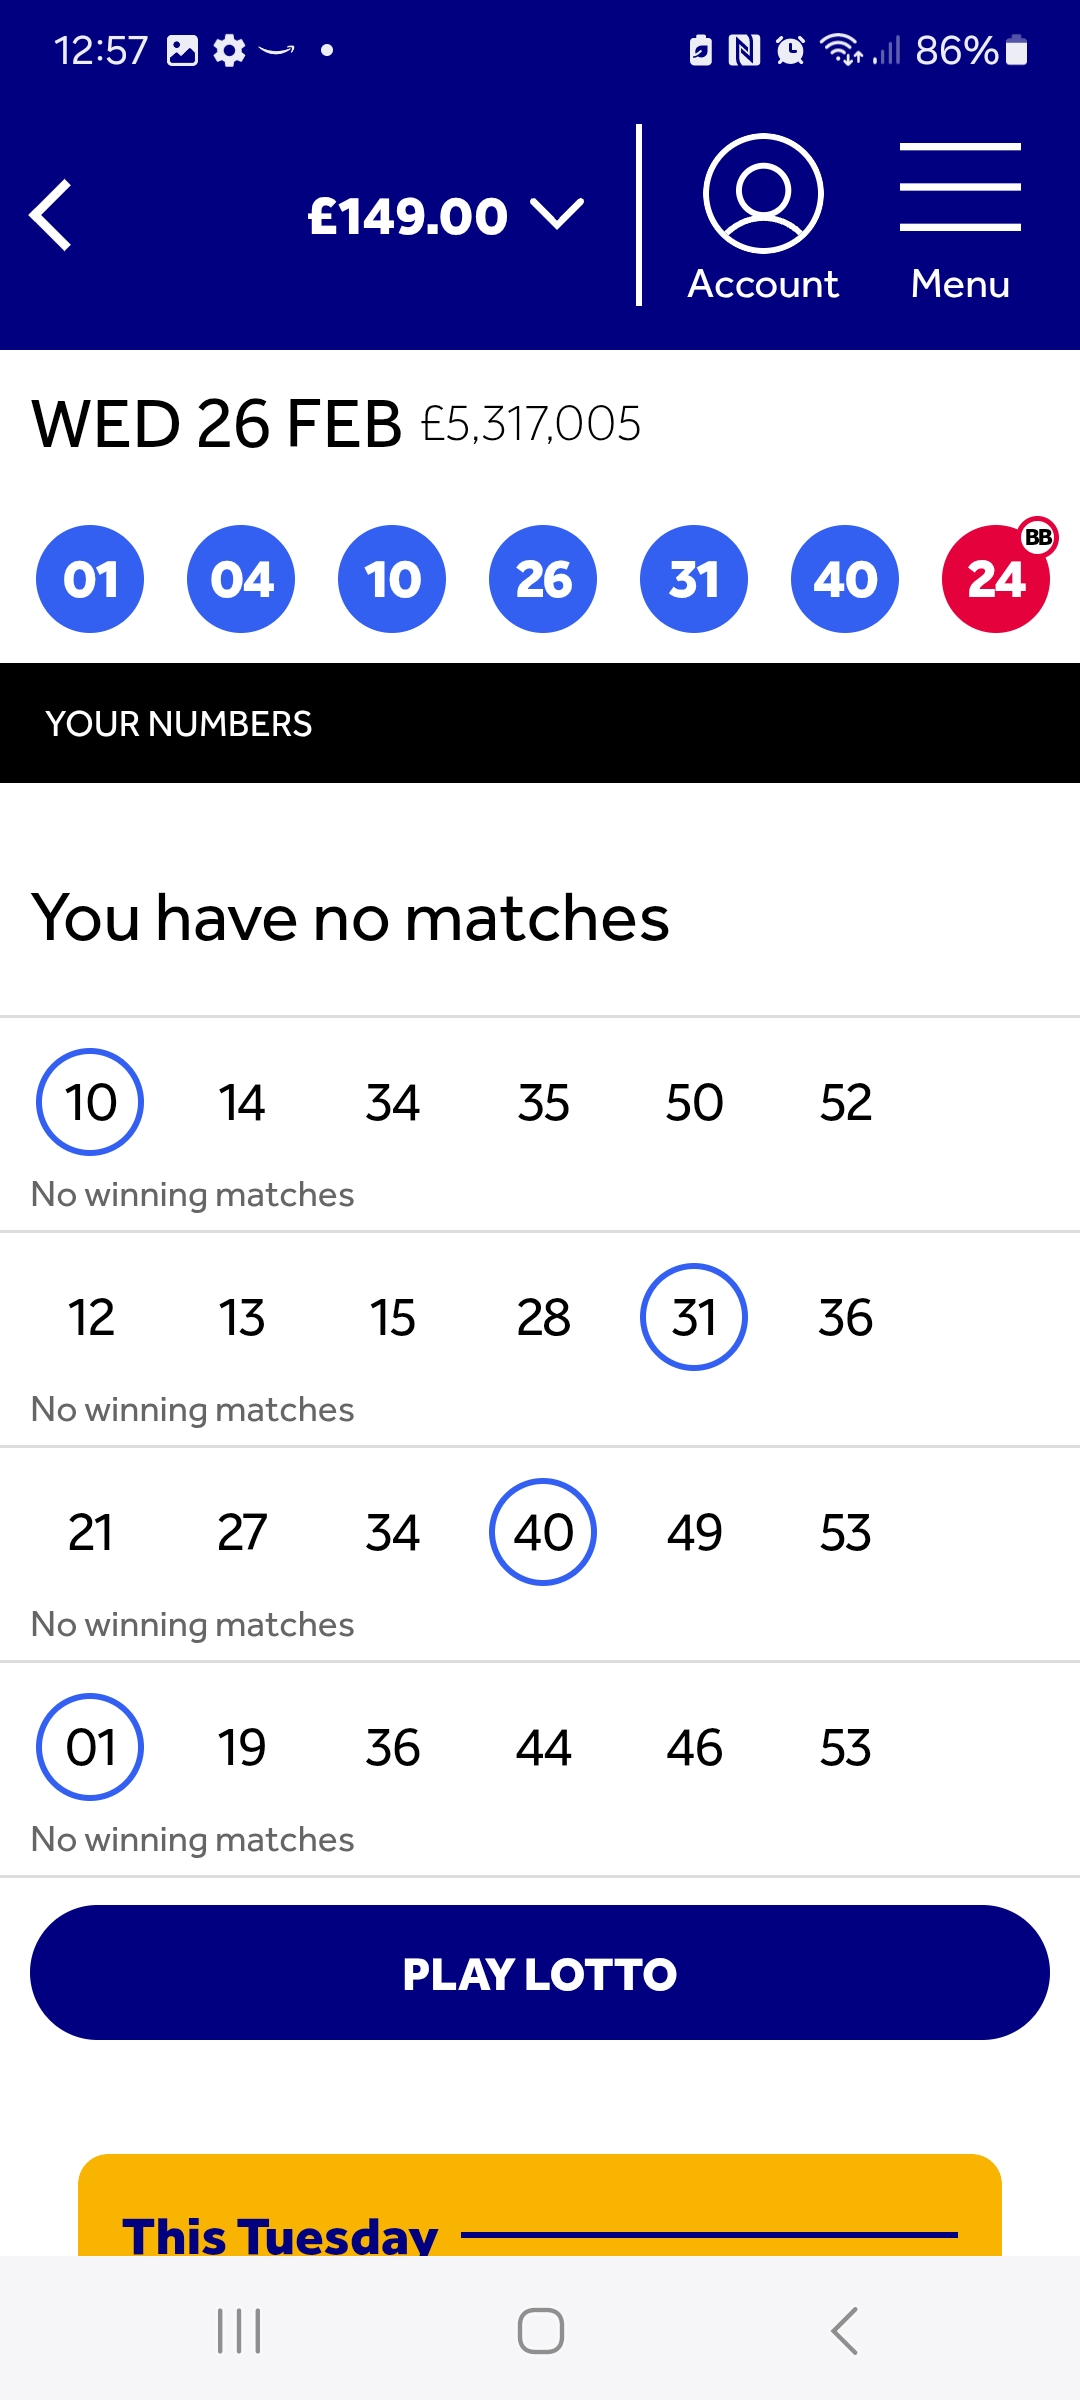 12:57 86%
£149.00
Account Menu
WED 26 FEB £5,317,005
BB
01 04 10 26 31 40 24
YOUR NUMBERS
You have no matches
10 14 34 35 50 52
No winning matches
12 13 15 28 31 36
No winning matches
21 27 34 40 49 53
No winning matches
01 19 36 44 46 53
No winning matches
PLAY LOTTO
This Tuesday